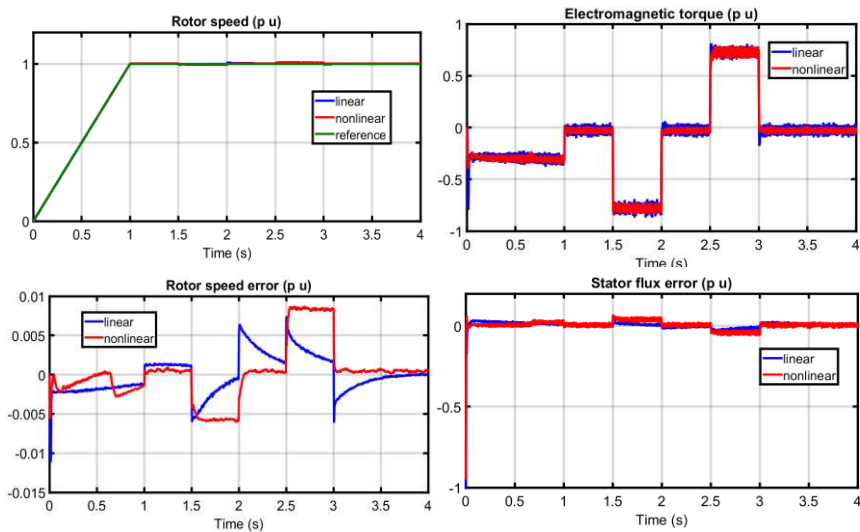 Rotor speed (p u)
1
0.5
0
linear
nonlinear
reference
0 0.5 1 1.5 2 2.5 3 3.5 4
Time (s)
Electromagnetic torque (p u)
1
0.5
0
-0.5
-1
linear
nonlinear
0 0.5 1 1.5 2 2.5 3 3.5 4
Time (s)
Rotor speed error (p u)
0.01
0.005
0
-0.005
-0.01
-0.015
linear
nonlinear
0 0.5 1 1.5 2 2.5 3 3.5 4
Time (s)
Stator flux error (p u)
0
-0.5
-1
linear
nonlinear
0 0.5 1 1.5 2 2.5 3 3.5 4
Time (s)